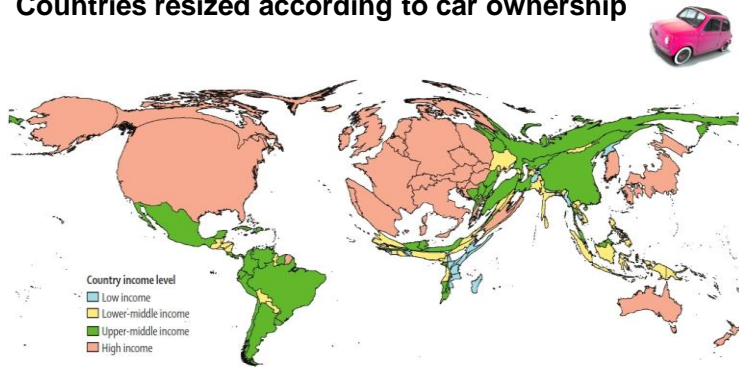 Countries resized according to car ownership
Country income level
Low income
Lower-middle income
Upper-middle income
High income